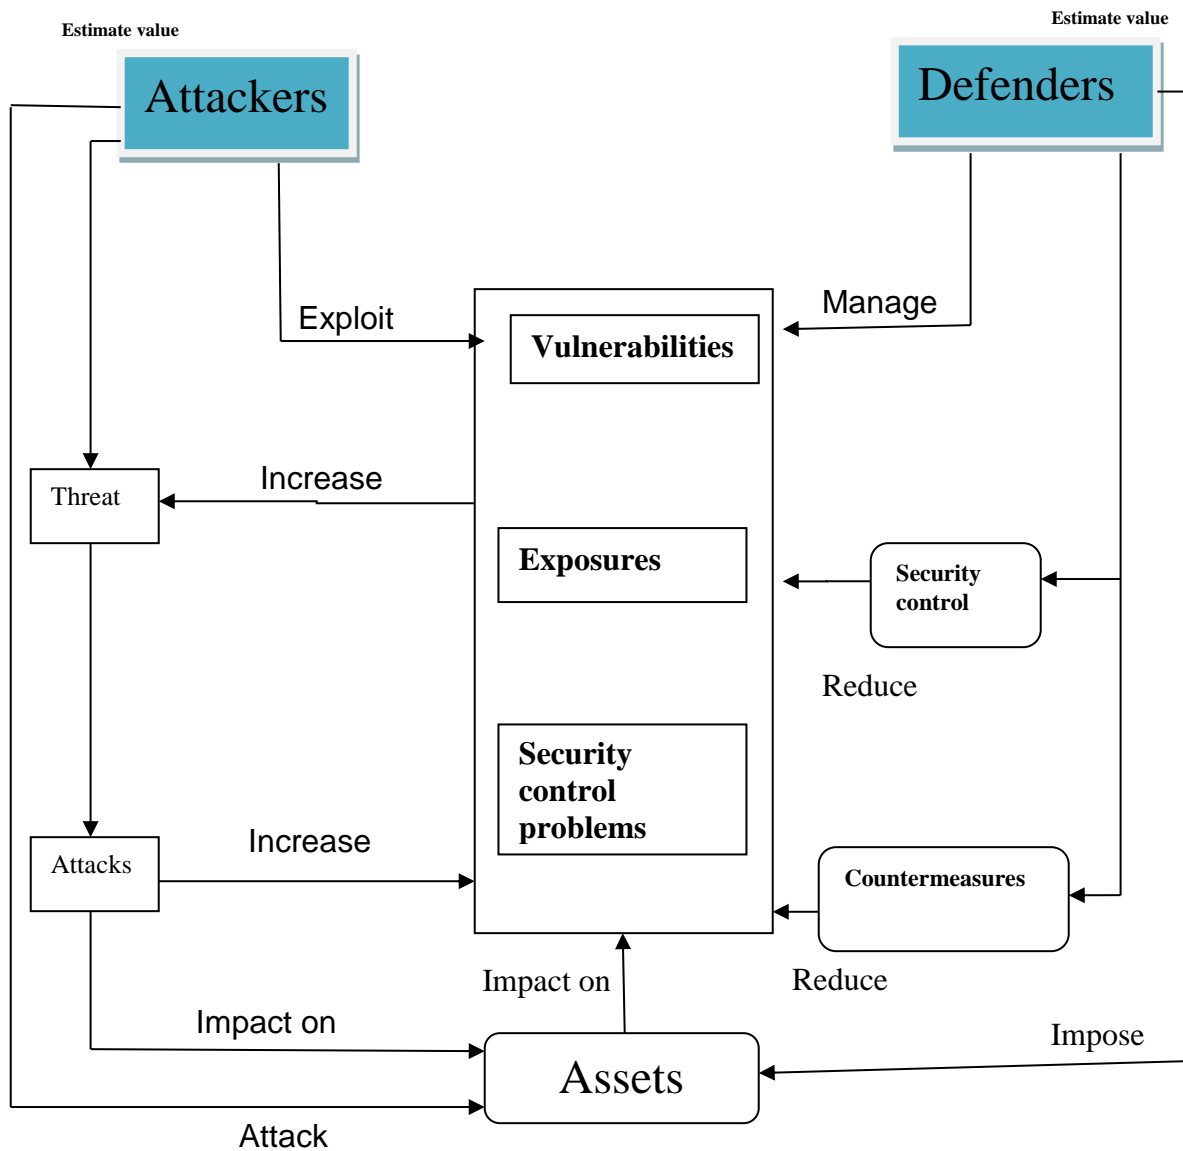 Estimate value
Estimate value
Attackers
Defenders
Exploit
Manage
Vulnerabilities
Increase
Threat
Exposures
Security
control
Reduce
Security
control
problems
Increase
Attacks
Countermeasures
Impact on
Reduce
Impact on
Impose
Assets
Attack